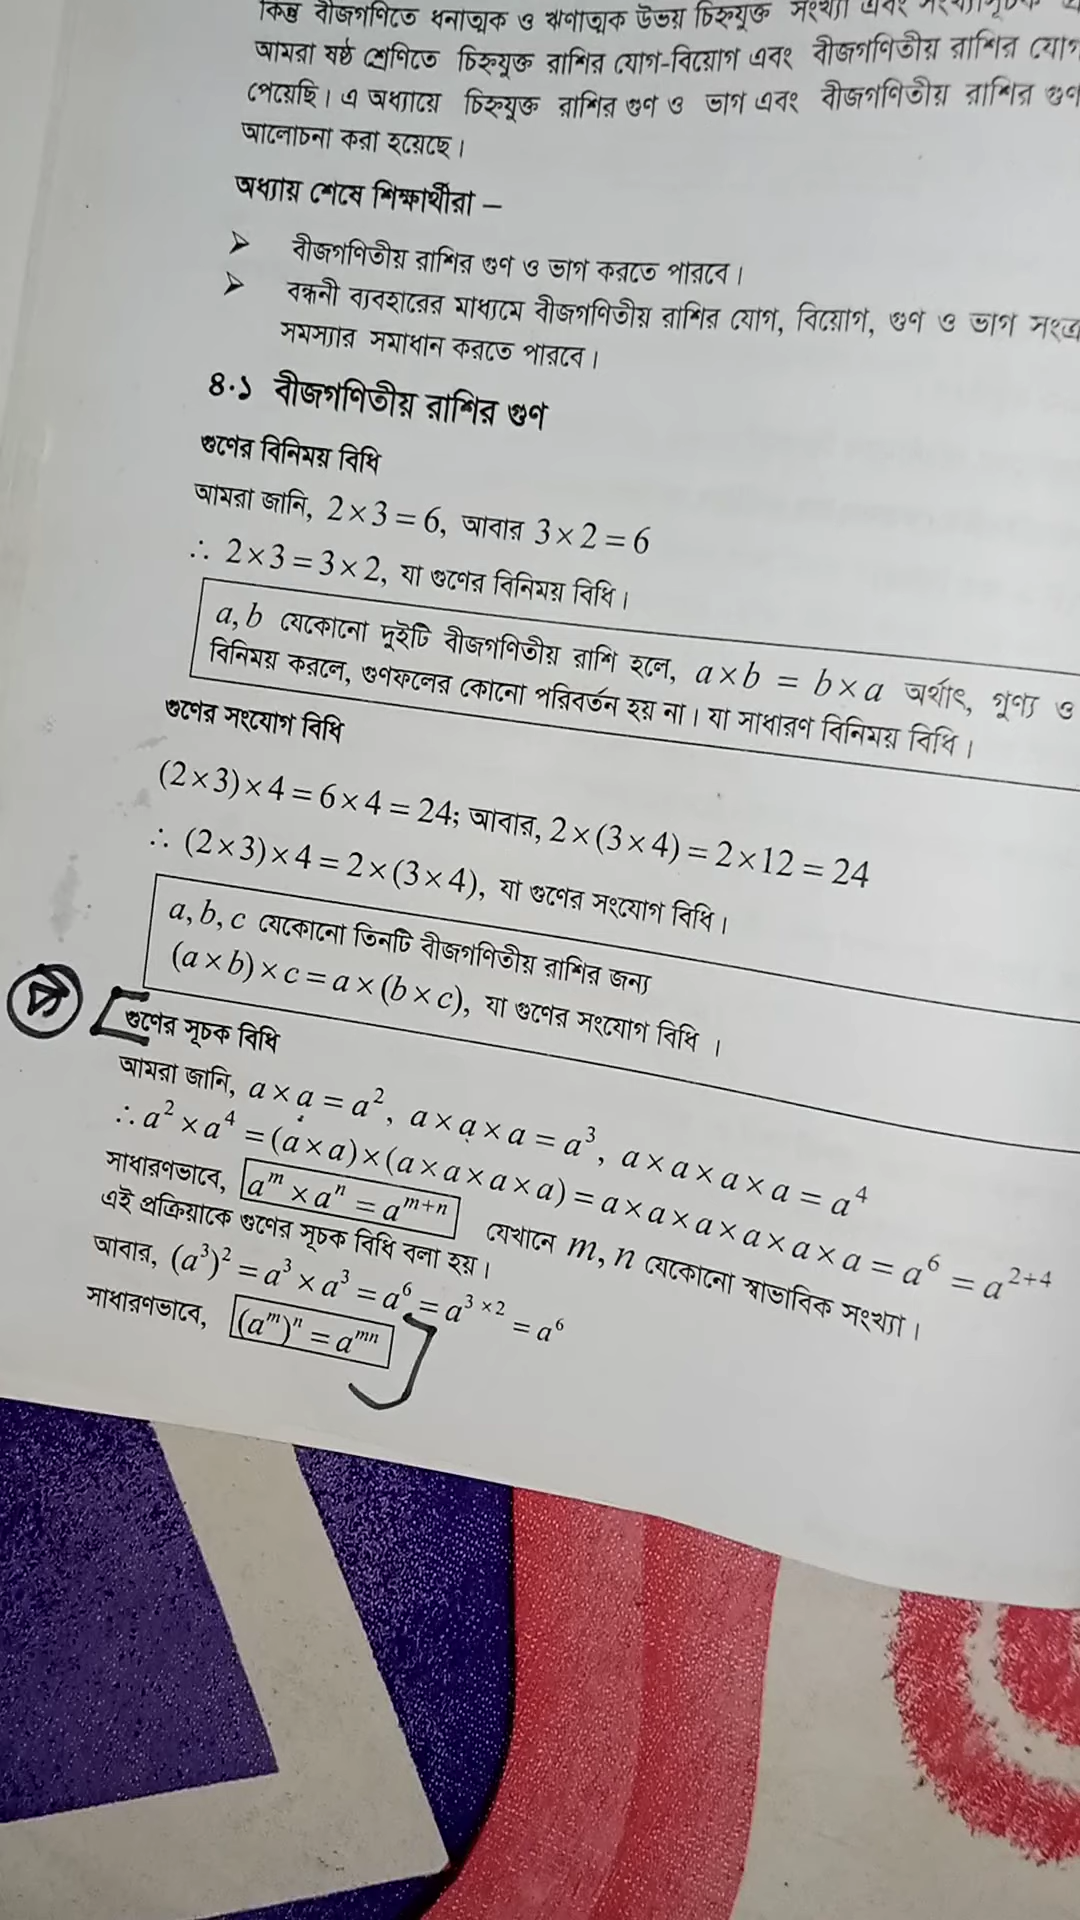 কিন্তু বীজগণিতে ধনাত্মক ও ঋণাত্মক উভয় চিহ্নযুক্ত সংখ্যা এবং
আমরা ষষ্ঠ শ্রেণিতে চিহ্নযুক্ত রাশির যোগ-বিয়োগ এবং বীজগণিতীয় রাশির যোগ
পেয়েছি। এ অধ্যায়ে চিহ্নযুক্ত রাশির গুণ ও ভাগ এবং বীজগণিতীয় রাশির গুণ
আলোচনা করা হয়েছে।
অধ্যায় শেষে শিক্ষার্থীরা –
➢ বীজগণিতীয় রাশির গুণ ও ভাগ করতে পারবে।
➢ বন্ধনী ব্যবহারের মাধ্যমে বীজগণিতীয় রাশির যোগ, বিয়োগ, গুণ ও ভাগ
সমস্যার সমাধান করতে পারবে।
৪.১ বীজগণিতীয় রাশির গুণ
গুণের বিনিময় বিধি
আমরা জানি, 2×3=6, আবার 3×2=6
∴ 2×3=3×2, যা গুণের বিনিময় বিধি।
a, b যেকোনো দুইটি বীজগণিতীয় রাশি হলে, a×b = b×a অর্থাৎ, গুণ্য ও
বিনিময় করলে, গুণফলের কোনো পরিবর্তন হয় না। যা সাধারণ বিনিময় বিধি।
গুণের সংযোগ বিধি
(2×3)×4=6×4=24; আবার, 2×(3×4)=2×12=24
∴ (2×3)×4=2×(3×4), যা গুণের সংযোগ বিধি।
a, b, c যেকোনো তিনটি বীজগণিতীয় রাশির জন্য
(a×b)×c=a×(b×c), যা গুণের সংযোগ বিধি ।
গুণের সূচক বিধি
আমরা জানি, a×a=a², a×a×a=a³, a×a×a×a=a⁴
∴a²×a⁴=(a×a)×(a×a×a×a)=a×a×a×a×a×a=a⁶=a²⁺⁴
সাধারণভাবে, aᵐ×aⁿ=aᵐ⁺ⁿ যেখানে m, n যেকোনো স্বাভাবিক সংখ্যা।
এই প্রক্রিয়াকে গুণের সূচক বিধি বলা হয়।
আবার, (a³)²=a³×a³=a⁶=a³ ˣ ²=a⁶
সাধারণভাবে, (aᵐ)ⁿ=aᵐⁿ